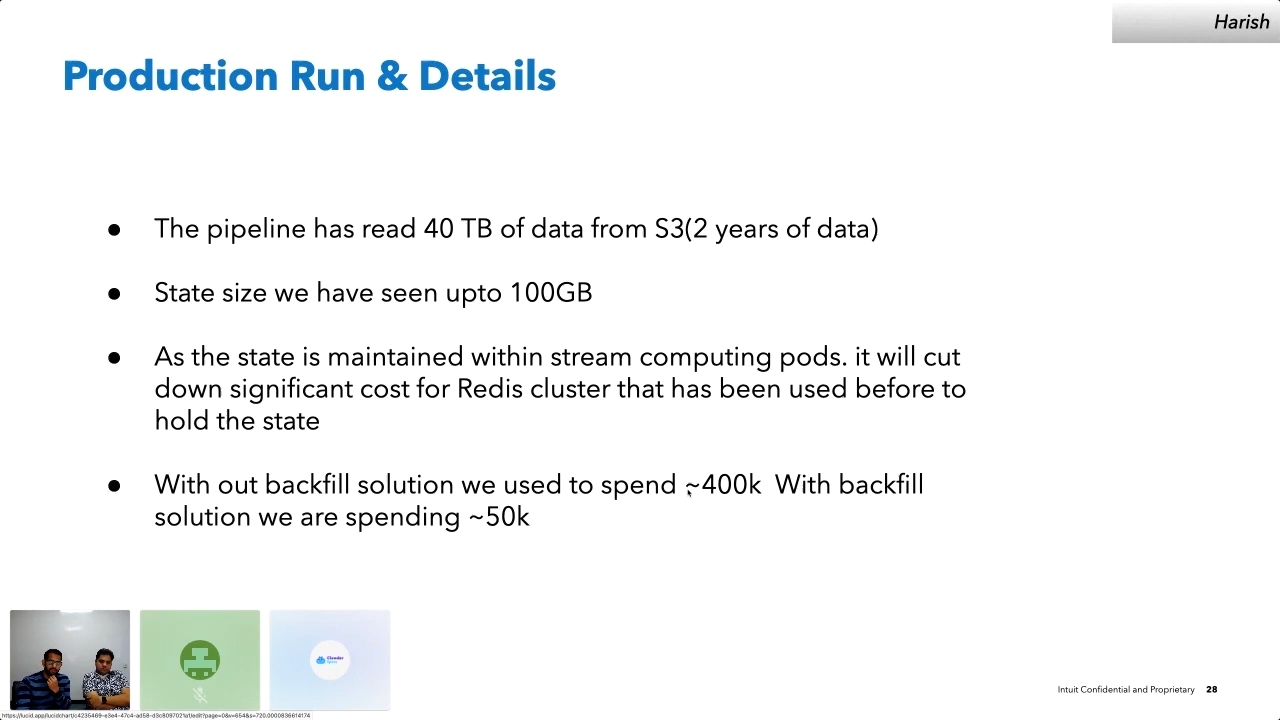 Harish
Production Run & Details
● The pipeline has read 40 TB of data from S3(2 years of data)
● State size we have seen upto 100GB
● As the state is maintained within stream computing pods. it will cut
down significant cost for Redis cluster that has been used before to
hold the state
● With out backfill solution we used to spend ~400k With backfill
solution we are spending ~50k
Intuit Confidential and Proprietary 28